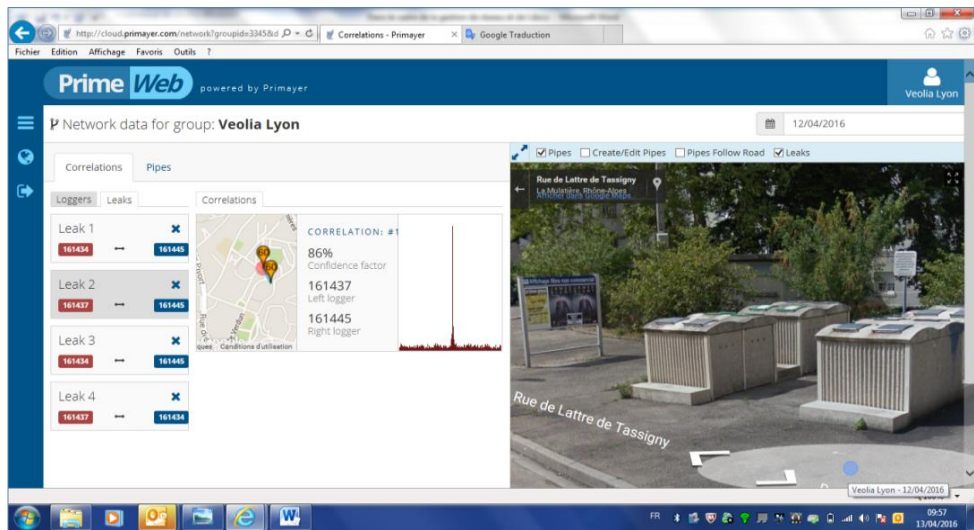 http://cloud.primayer.com/network?groupid=3345&d
Correlations - Primayer
Google Traduction
Fichier Edition Affichage Favoris Outils ?
Prime Web powered by Primayer
Veolia Lyon
Network data for group: Veolia Lyon
12/04/2016
Pipes Create/Edit Pipes Pipes Follow Road Leaks
Correlations Pipes
Loggers Leaks
Correlations
Leak 1
161434 161445
Leak 2
161437 161445
Leak 3
161434 161445
Leak 4
161437 161434
CORRELATION: #1
86%
Confidence factor
161437
Left logger
161445
Right logger
Conditions d'utilisation
Rue de Lattre de Tassigny
La Mulatière, Rhône-Alpes
Afficher dans Google Maps
Rue de Lattre de Tassigny
Veolia Lyon - 12/04/2016
FR
09:57
13/04/2016